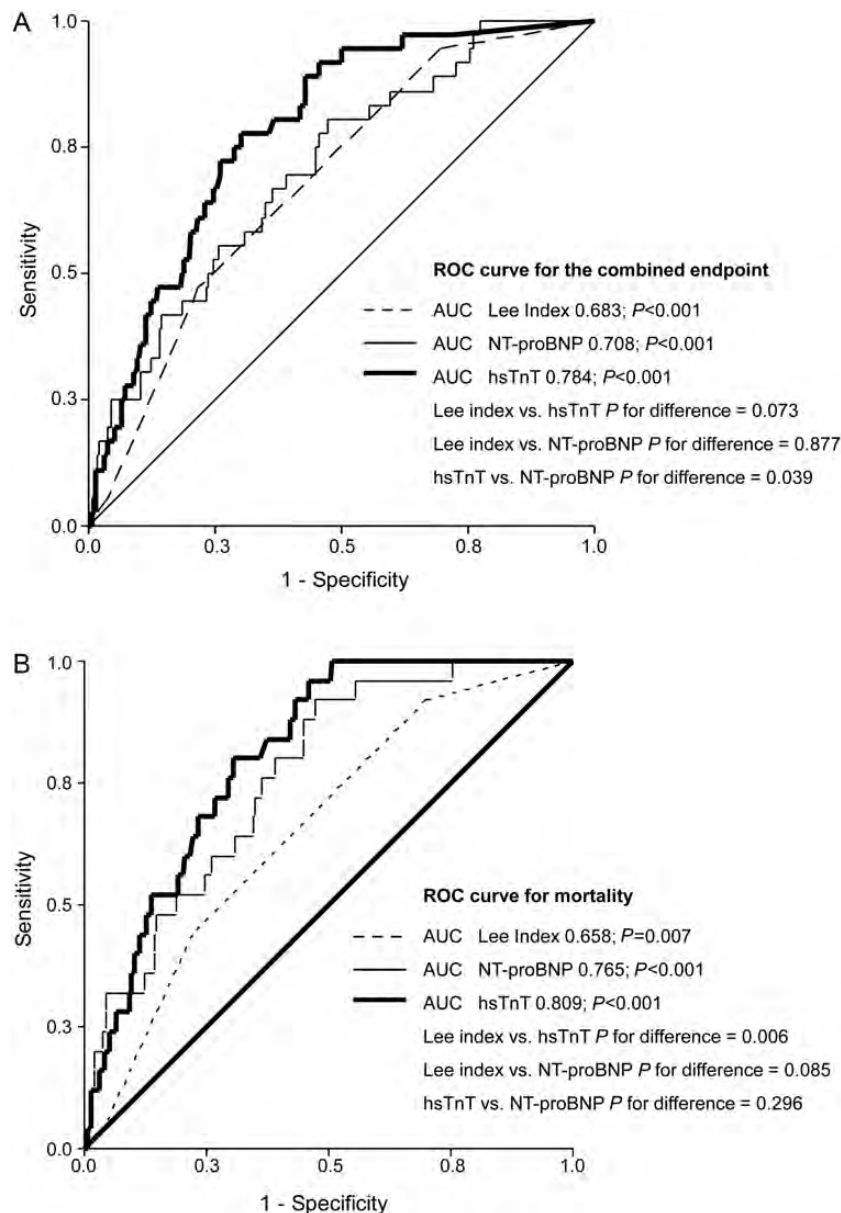 A
1.0
0.8
0.5
0.3
0.0
Sensitivity
ROC curve for the combined endpoint
AUC Lee Index 0.683; P<0.001
AUC NT-proBNP 0.708; P<0.001
AUC hsTnT 0.784; P<0.001
Lee index vs. hsTnT P for difference = 0.073
Lee index vs. NT-proBNP P for difference = 0.877
hsTnT vs. NT-proBNP P for difference = 0.039
0.0 0.3 0.5 0.8 1.0
1 - Specificity
B
1.0
0.8
0.5
0.3
0.0
Sensitivity
ROC curve for mortality
AUC Lee Index 0.658; P=0.007
AUC NT-proBNP 0.765; P<0.001
AUC hsTnT 0.809; P<0.001
Lee index vs. hsTnT P for difference = 0.006
Lee index vs. NT-proBNP P for difference = 0.085
hsTnT vs. NT-proBNP P for difference = 0.296
0.0 0.3 0.5 0.8 1.0
1 - Specificity